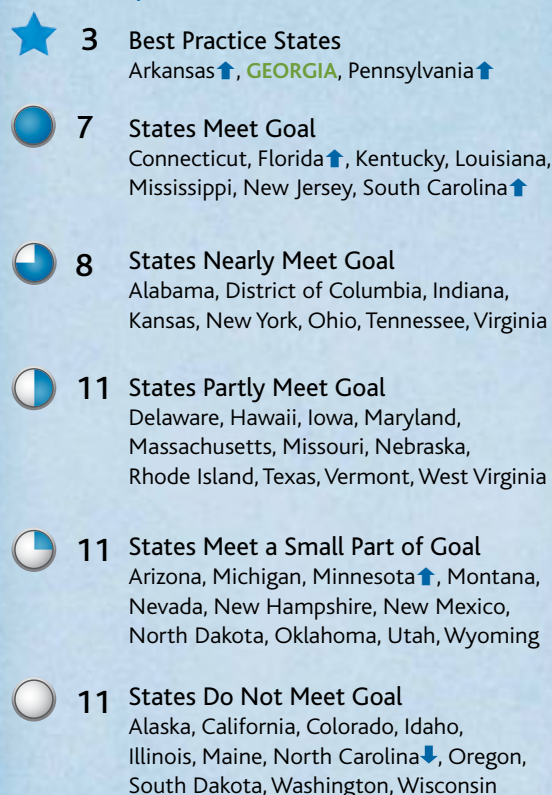 3 Best Practice States
Arkansas⬆, GEORGIA, Pennsylvania⬆
7 States Meet Goal
Connecticut, Florida⬆, Kentucky, Louisiana,
Mississippi, New Jersey, South Carolina⬆
8 States Nearly Meet Goal
Alabama, District of Columbia, Indiana,
Kansas, New York, Ohio, Tennessee, Virginia
11 States Partly Meet Goal
Delaware, Hawaii, Iowa, Maryland,
Massachusetts, Missouri, Nebraska,
Rhode Island, Texas, Vermont, West Virginia
11 States Meet a Small Part of Goal
Arizona, Michigan, Minnesota⬆, Montana,
Nevada, New Hampshire, New Mexico,
North Dakota, Oklahoma, Utah, Wyoming
11 States Do Not Meet Goal
Alaska, California, Colorado, Idaho,
Illinois, Maine, North Carolina⬇, Oregon,
South Dakota, Washington, Wisconsin